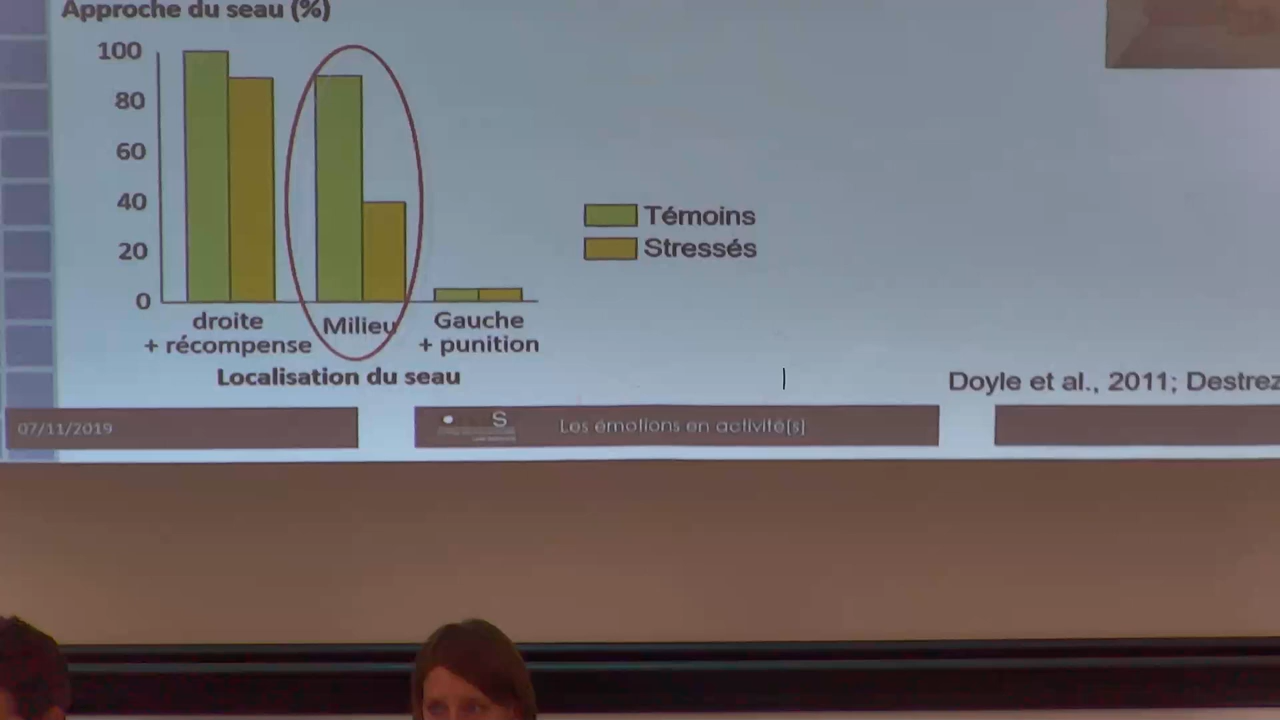 Approche du seau (%)
100
80
60
40
20
0
droite
+ récompense
Milieu
Gauche
+ punition
Localisation du seau
Témoins
Stressés
Doyle et al., 2011; Destrez
07/11/2019
S
Les émotions en activité(s)